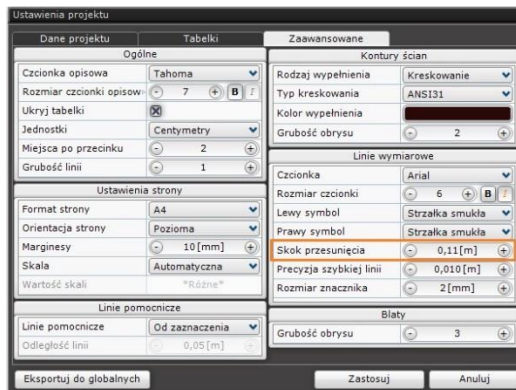 Ustawienia projektu
Dane projektu Tabelki Zaawansowane
Ogólne
Czcionka opisowa Tahoma
Rozmiar czcionki opisow 7 B I
Ukryj tabelki
Jednostki Centymetry
Miejsca po przecinku 2
Grubość linii 1
Ustawienia strony
Format strony A4
Orientacja strony Pozioma
Marginesy 10[mm]
Skala Automatyczna
Wartość skali *Różne*
Linie pomocnicze
Linie pomocnicze Od zaznaczenia
Odległość linii 0,05[m]
Kontury ścian
Rodzaj wypełnienia Kreskowanie
Typ kreskowania ANSI31
Kolor wypełnienia
Grubość obrysu 2
Linie wymiarowe
Czcionka Arial
Rozmiar czcionki 6 B I
Lewy symbol Strzałka smukła
Prawy symbol Strzałka smukła
Skok przesunięcia 0,11[m]
Precyzja szybkiej linii 0,010[m]
Rozmiar znacznika 2[mm]
Blaty
Grubość obrysu 3
Eksportuj do globalnych Zastosuj Anuluj